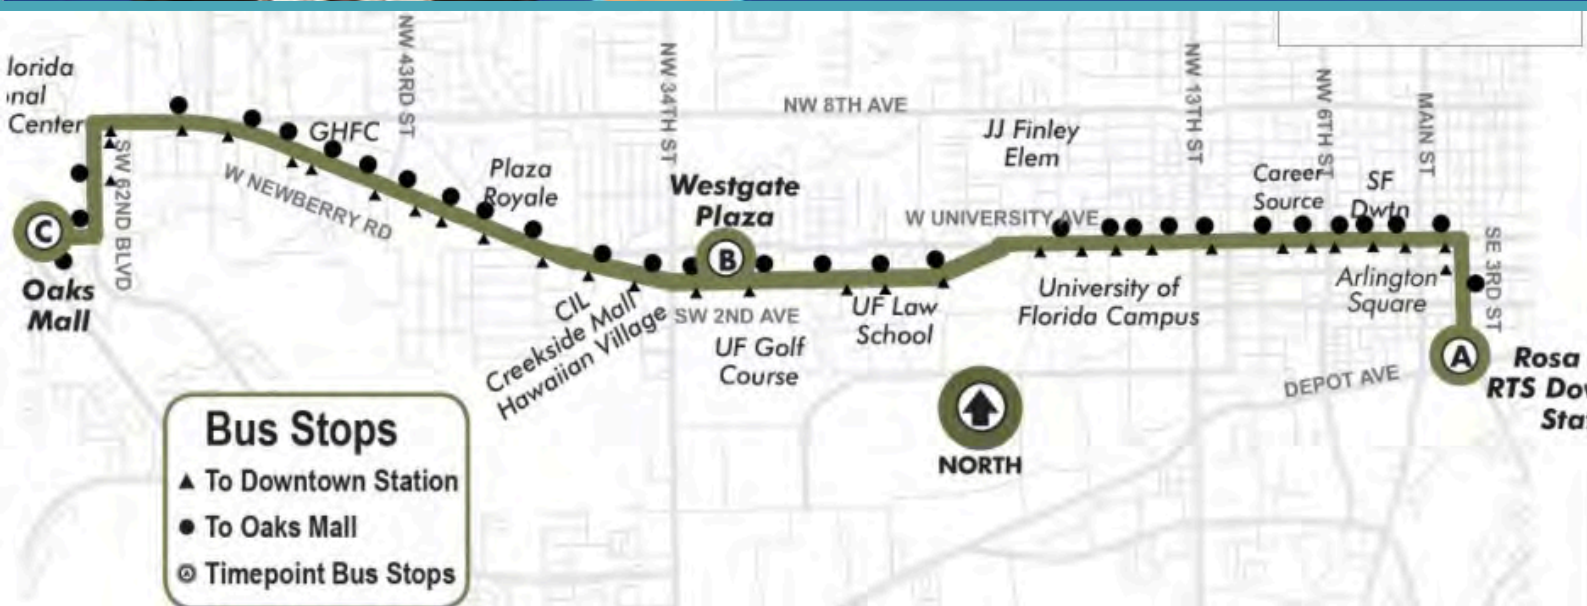 lorida
onal
Center
NW 43RD ST
NW 34TH ST
NW 8TH AVE
NW 13TH ST
NW 6TH ST
MAIN ST
GHFC
Plaza
Royale
JJ Finley
Elem
Career
Source
SF
Dwtn
Westgate
Plaza
W NEWBERRY RD
W UNIVERSITY AVE
SW 62ND BLVD
SE 3RD ST
C
B
A
Oaks
Mall
CIL
Creekside Mall
Hawaiian Village
SW 2ND AVE
UF Golf
Course
UF Law
School
University of
Florida Campus
Arlington
Square
DEPOT AVE
Rosa
RTS Dow
Sta
NORTH
Bus Stops
To Downtown Station
To Oaks Mall
A Timepoint Bus Stops